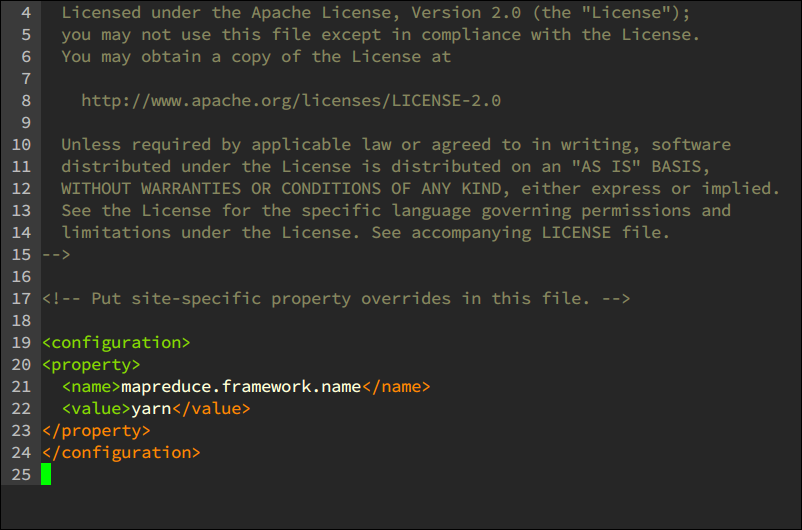 4 Licensed under the Apache License, Version 2.0 (the "License");
5 you may not use this file except in compliance with the License.
6 You may obtain a copy of the License at
7
8 http://www.apache.org/licenses/LICENSE-2.0
9
10 Unless required by applicable law or agreed to in writing, software
11 distributed under the License is distributed on an "AS IS" BASIS,
12 WITHOUT WARRANTIES OR CONDITIONS OF ANY KIND, either express or implied.
13 See the License for the specific language governing permissions and
14 limitations under the License. See accompanying LICENSE file.
15 -->
16
17 <!-- Put site-specific property overrides in this file. -->
18
19 <configuration>
20 <property>
21 <name>mapreduce.framework.name</name>
22 <value>yarn</value>
23 </property>
24 </configuration>
25